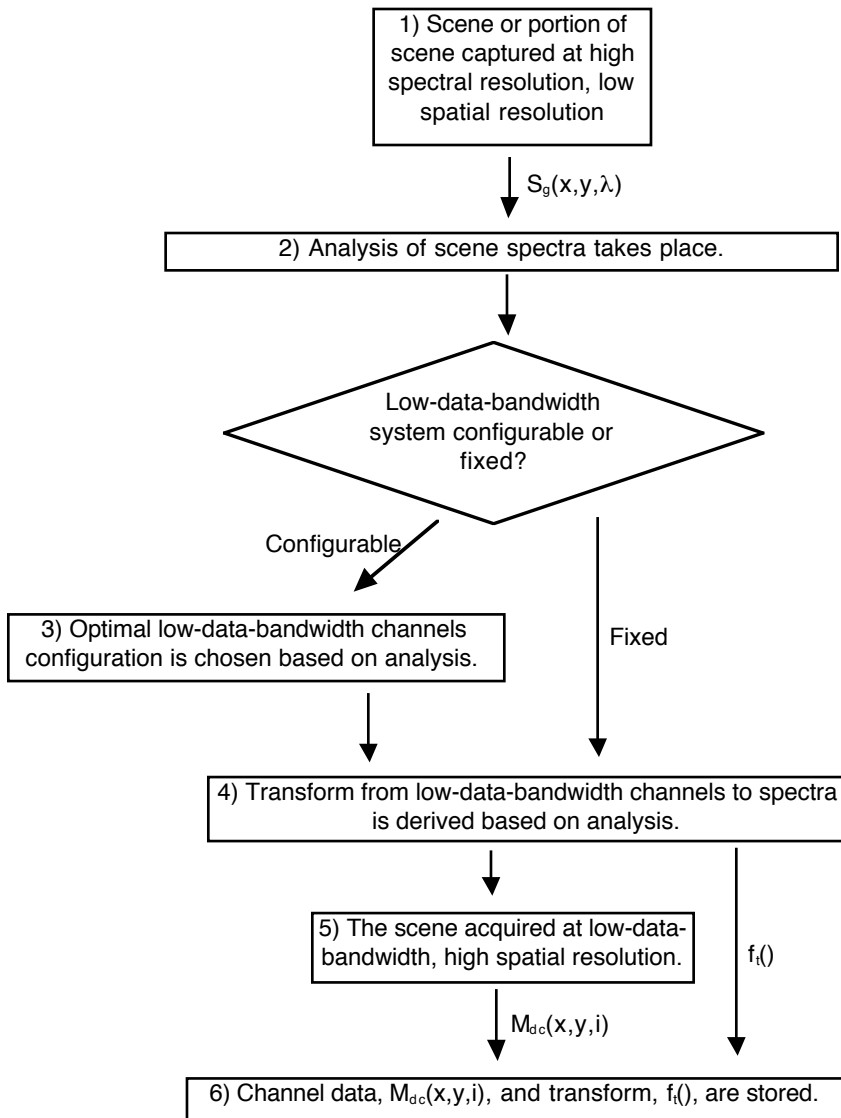 1) Scene or portion of
scene captured at high
spectral resolution, low
spatial resolution
S_g(x,y,λ)
2) Analysis of scene spectra takes place.
Low-data-bandwidth
system configurable or
fixed?
Configurable
3) Optimal low-data-bandwidth channels
configuration is chosen based on analysis.
Fixed
4) Transform from low-data-bandwidth channels to spectra
is derived based on analysis.
5) The scene acquired at low-data-
bandwidth, high spatial resolution.
f_t()
M_dc(x,y,i)
6) Channel data, M_dc(x,y,i), and transform, f_t(), are stored.